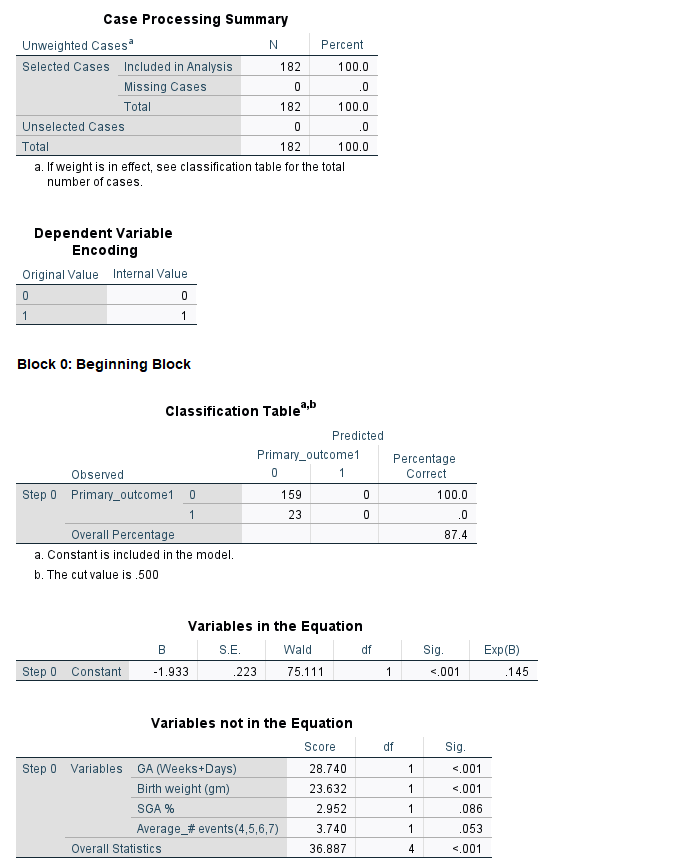 Case Processing Summary
Unweighted Casesa N Percent
Selected Cases Included in Analysis 182 100.0
Missing Cases 0 .0
Total 182 100.0
Unselected Cases 0 .0
Total 182 100.0
a. If weight is in effect, see classification table for the total
number of cases.
Dependent Variable
Encoding
Original Value Internal Value
0 0
1 1
Block 0: Beginning Block
Classification Tablea,b
Predicted
Primary_outcome1 Percentage
Observed 0 1 Correct
Step 0 Primary_outcome1 0 159 0 100.0
1 23 0 .0
Overall Percentage 87.4
a. Constant is included in the model.
b. The cut value is .500
Variables in the Equation
B S.E. Wald df Sig. Exp(B)
Step 0 Constant -1.933 .223 75.111 1 <.001 .145
Variables not in the Equation
Score df Sig.
Step 0 Variables GA (Weeks+Days) 28.740 1 <.001
Birth weight (gm) 23.632 1 <.001
SGA % 2.952 1 .086
Average_# events(4,5,6,7) 3.740 1 .053
Overall Statistics 36.887 4 <.001